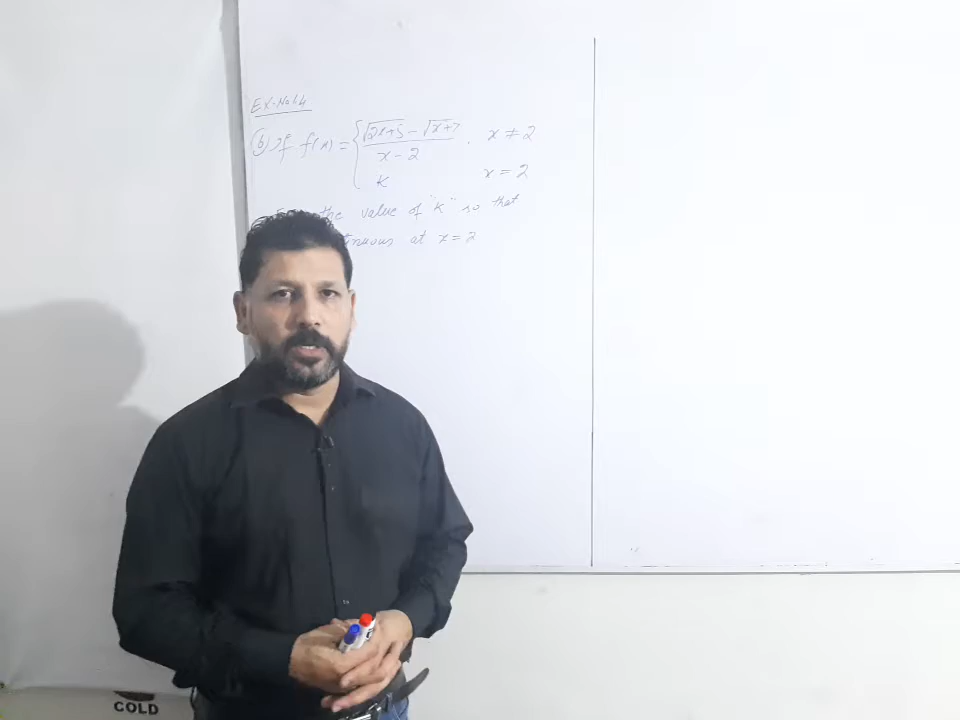 Ex. No 1.4
(6) If f(x) = { √2x+5 - √x+7 / x - 2 , x ≠ 2
K x = 2
the value of "K" so that
tinuous at x = 2
COLD